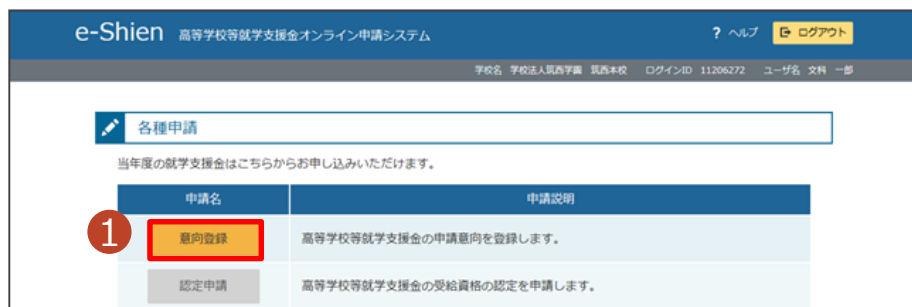 e-Shien 高等学校等就学支援金オンライン申請システム ? ヘルプ ログアウト
学校名 学校法人筑西学園 筑西本校 ログインID 11206272 ユーザ名 文科 一郎
各種申請
当年度の就学支援金はこちらからお申し込みいただけます。
申請名 申請説明
1 意向登録 高等学校等就学支援金の申請意向を登録します。
認定申請 高等学校等就学支援金の受給資格の認定を申請します。